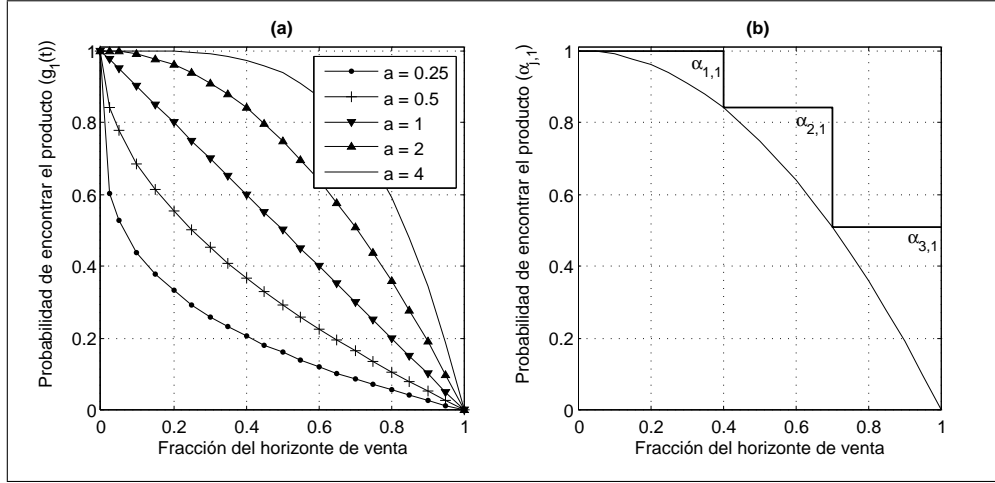 (a)
Probabilidad de encontrar el producto (g1(t))
1
0.8
0.6
0.4
0.2
0
0 0.2 0.4 0.6 0.8 1
Fracción del horizonte de venta
a = 0.25
a = 0.5
a = 1
a = 2
a = 4
(b)
Probabilidad de encontrar el producto (αj,1)
1
0.8
0.6
0.4
0.2
0
0 0.2 0.4 0.6 0.8 1
Fracción del horizonte de venta
α1,1
α2,1
α3,1